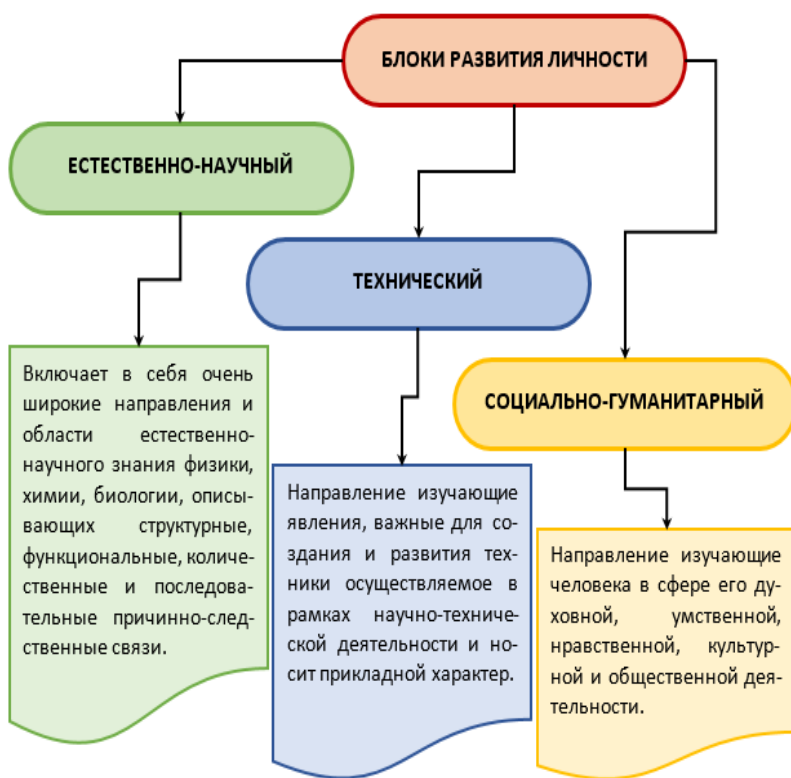 БЛОКИ РАЗВИТИЯ ЛИЧНОСТИ
ЕСТЕСТВЕННО-НАУЧНЫЙ
ТЕХНИЧЕСКИЙ
СОЦИАЛЬНО-ГУМАНИТАРНЫЙ
Включает в себя очень
широкие направления и
области естественно-
научного знания физики,
химии, биологии, описы-
вающих структурные,
функциональные, количе-
ственные и последова-
тельные причинно-след-
ственные связи.
Направление изучающие
явления, важные для со-
здания и развития тех-
ники осуществляемое в
рамках научно-техниче-
ской деятельности и но-
сит прикладной характер.
Направление изучающие
человека в сфере его ду-
ховной, умственной,
нравственной, культур-
ной и общественной дея-
тельности.